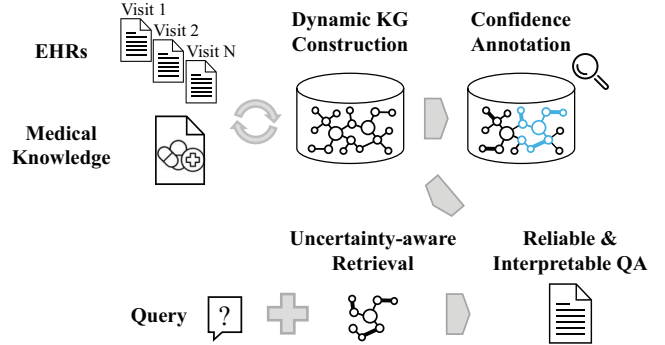 Visit 1
Visit 2
Visit N
EHRs
Dynamic KG
Construction
Confidence
Annotation
Medical
Knowledge
Uncertainty-aware
Retrieval
Reliable &
Interpretable QA
Query
?